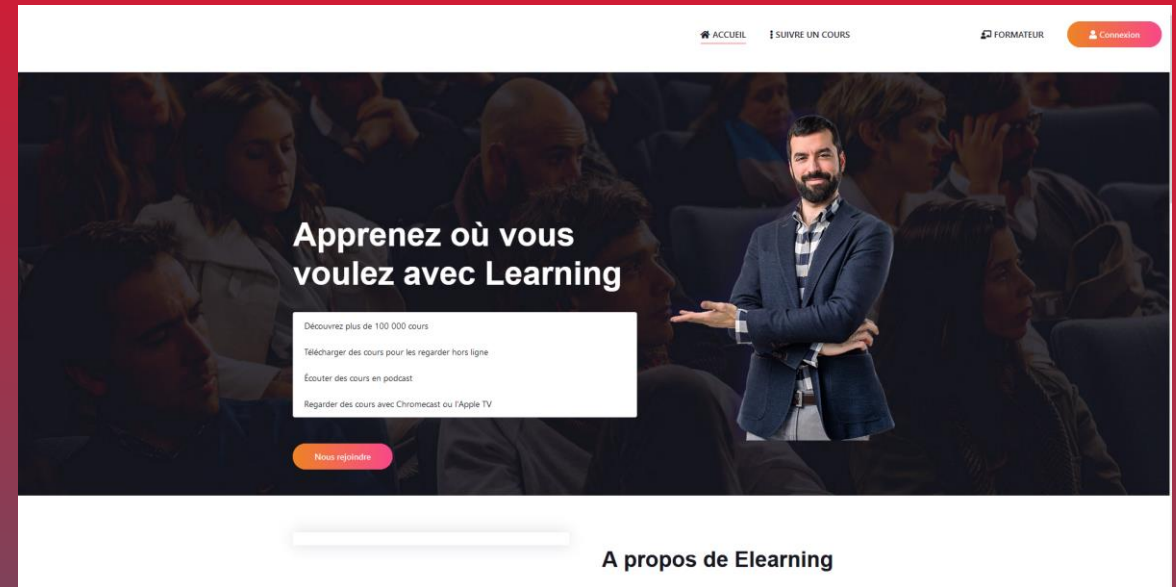 ACCUEIL
SUIVRE UN COURS
FORMATEUR
Connexion
Apprenez où vous
voulez avec Learning
Découvrez plus de 100 000 cours
Télécharger des cours pour les regarder hors ligne
Écouter des cours en podcast
Regarder des cours avec Chromecast ou l'Apple TV
Nous rejoindre
A propos de Elearning